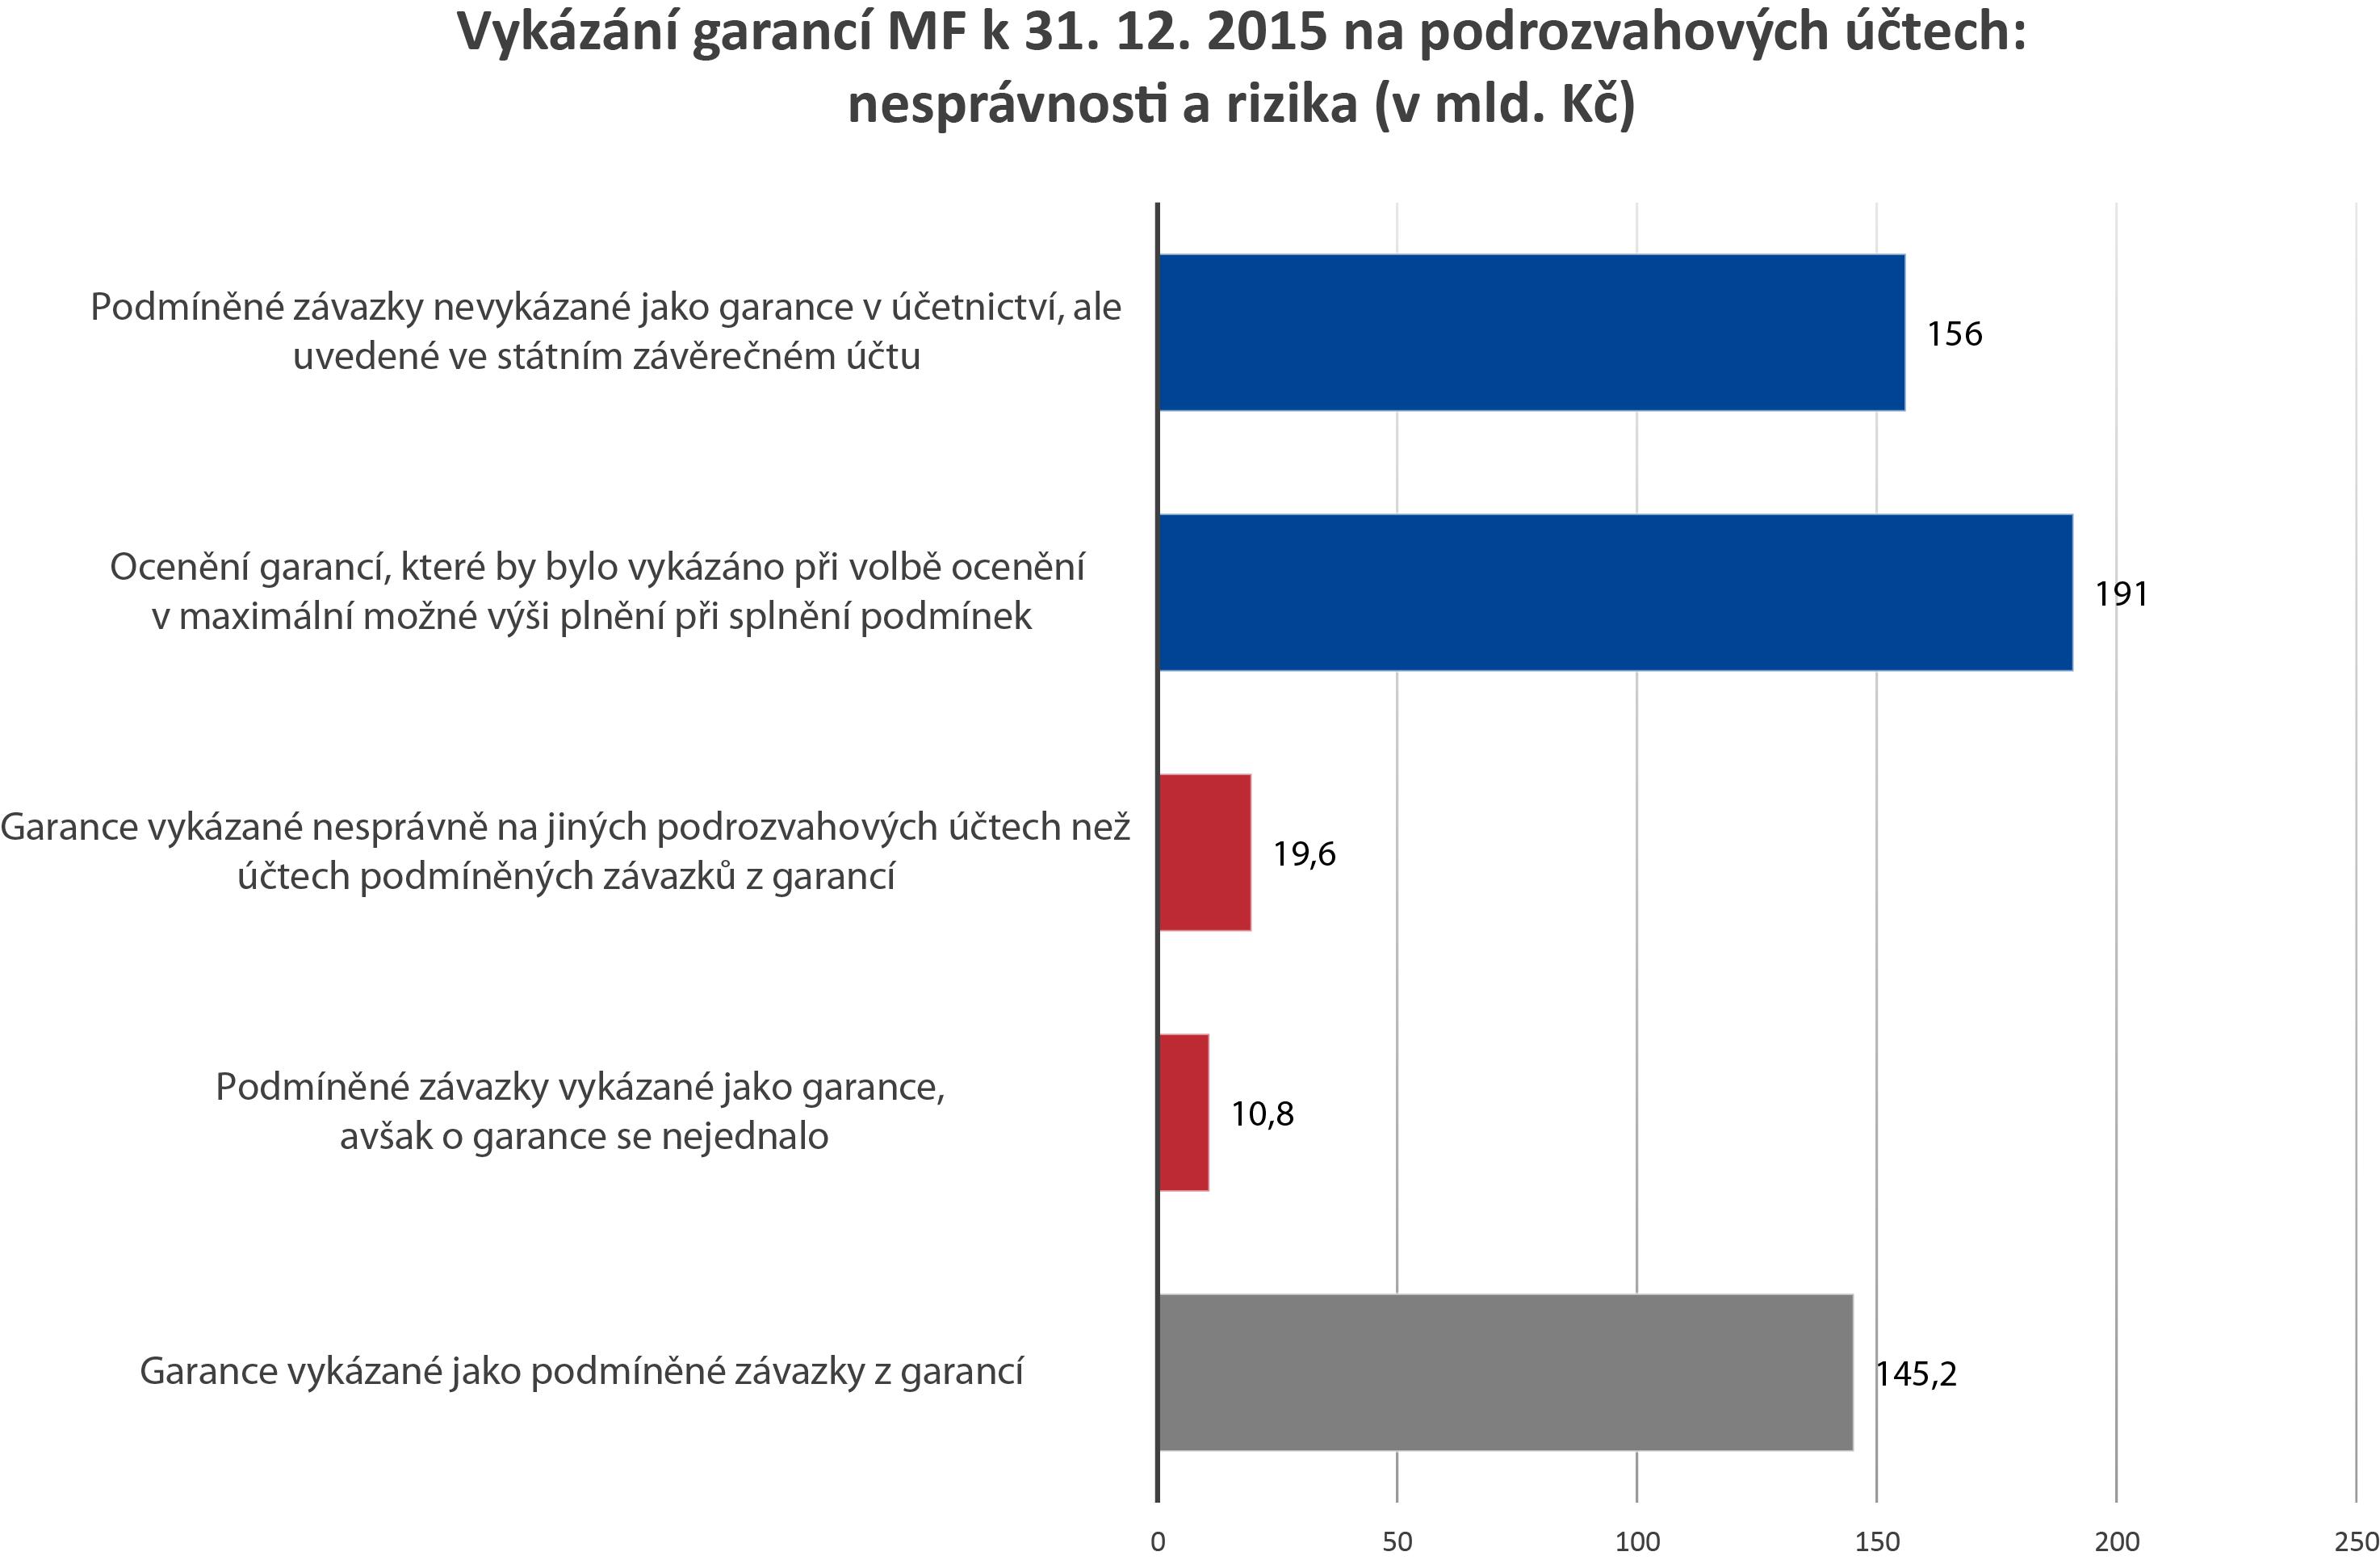 Vykázání garancí MF k 31. 12. 2015 na podrozvahových účtech:
nesprávnosti a rizika (v mld. Kč)
Podmíněné závazky nevykázané jako garance v účetnictví, ale
uvedené ve státním závěrečném účtu
156
Ocenění garancí, které by bylo vykázáno při volbě ocenění
v maximální možné výši plnění při splnění podmínek
191
Garance vykázané nesprávně na jiných podrozvahových účtech než
účtech podmíněných závazků z garancí
19,6
Podmíněné závazky vykázané jako garance,
avšak o garance se nejednalo
10,8
Garance vykázané jako podmíněné závazky z garancí
145,2
0 50 100 150 200 250